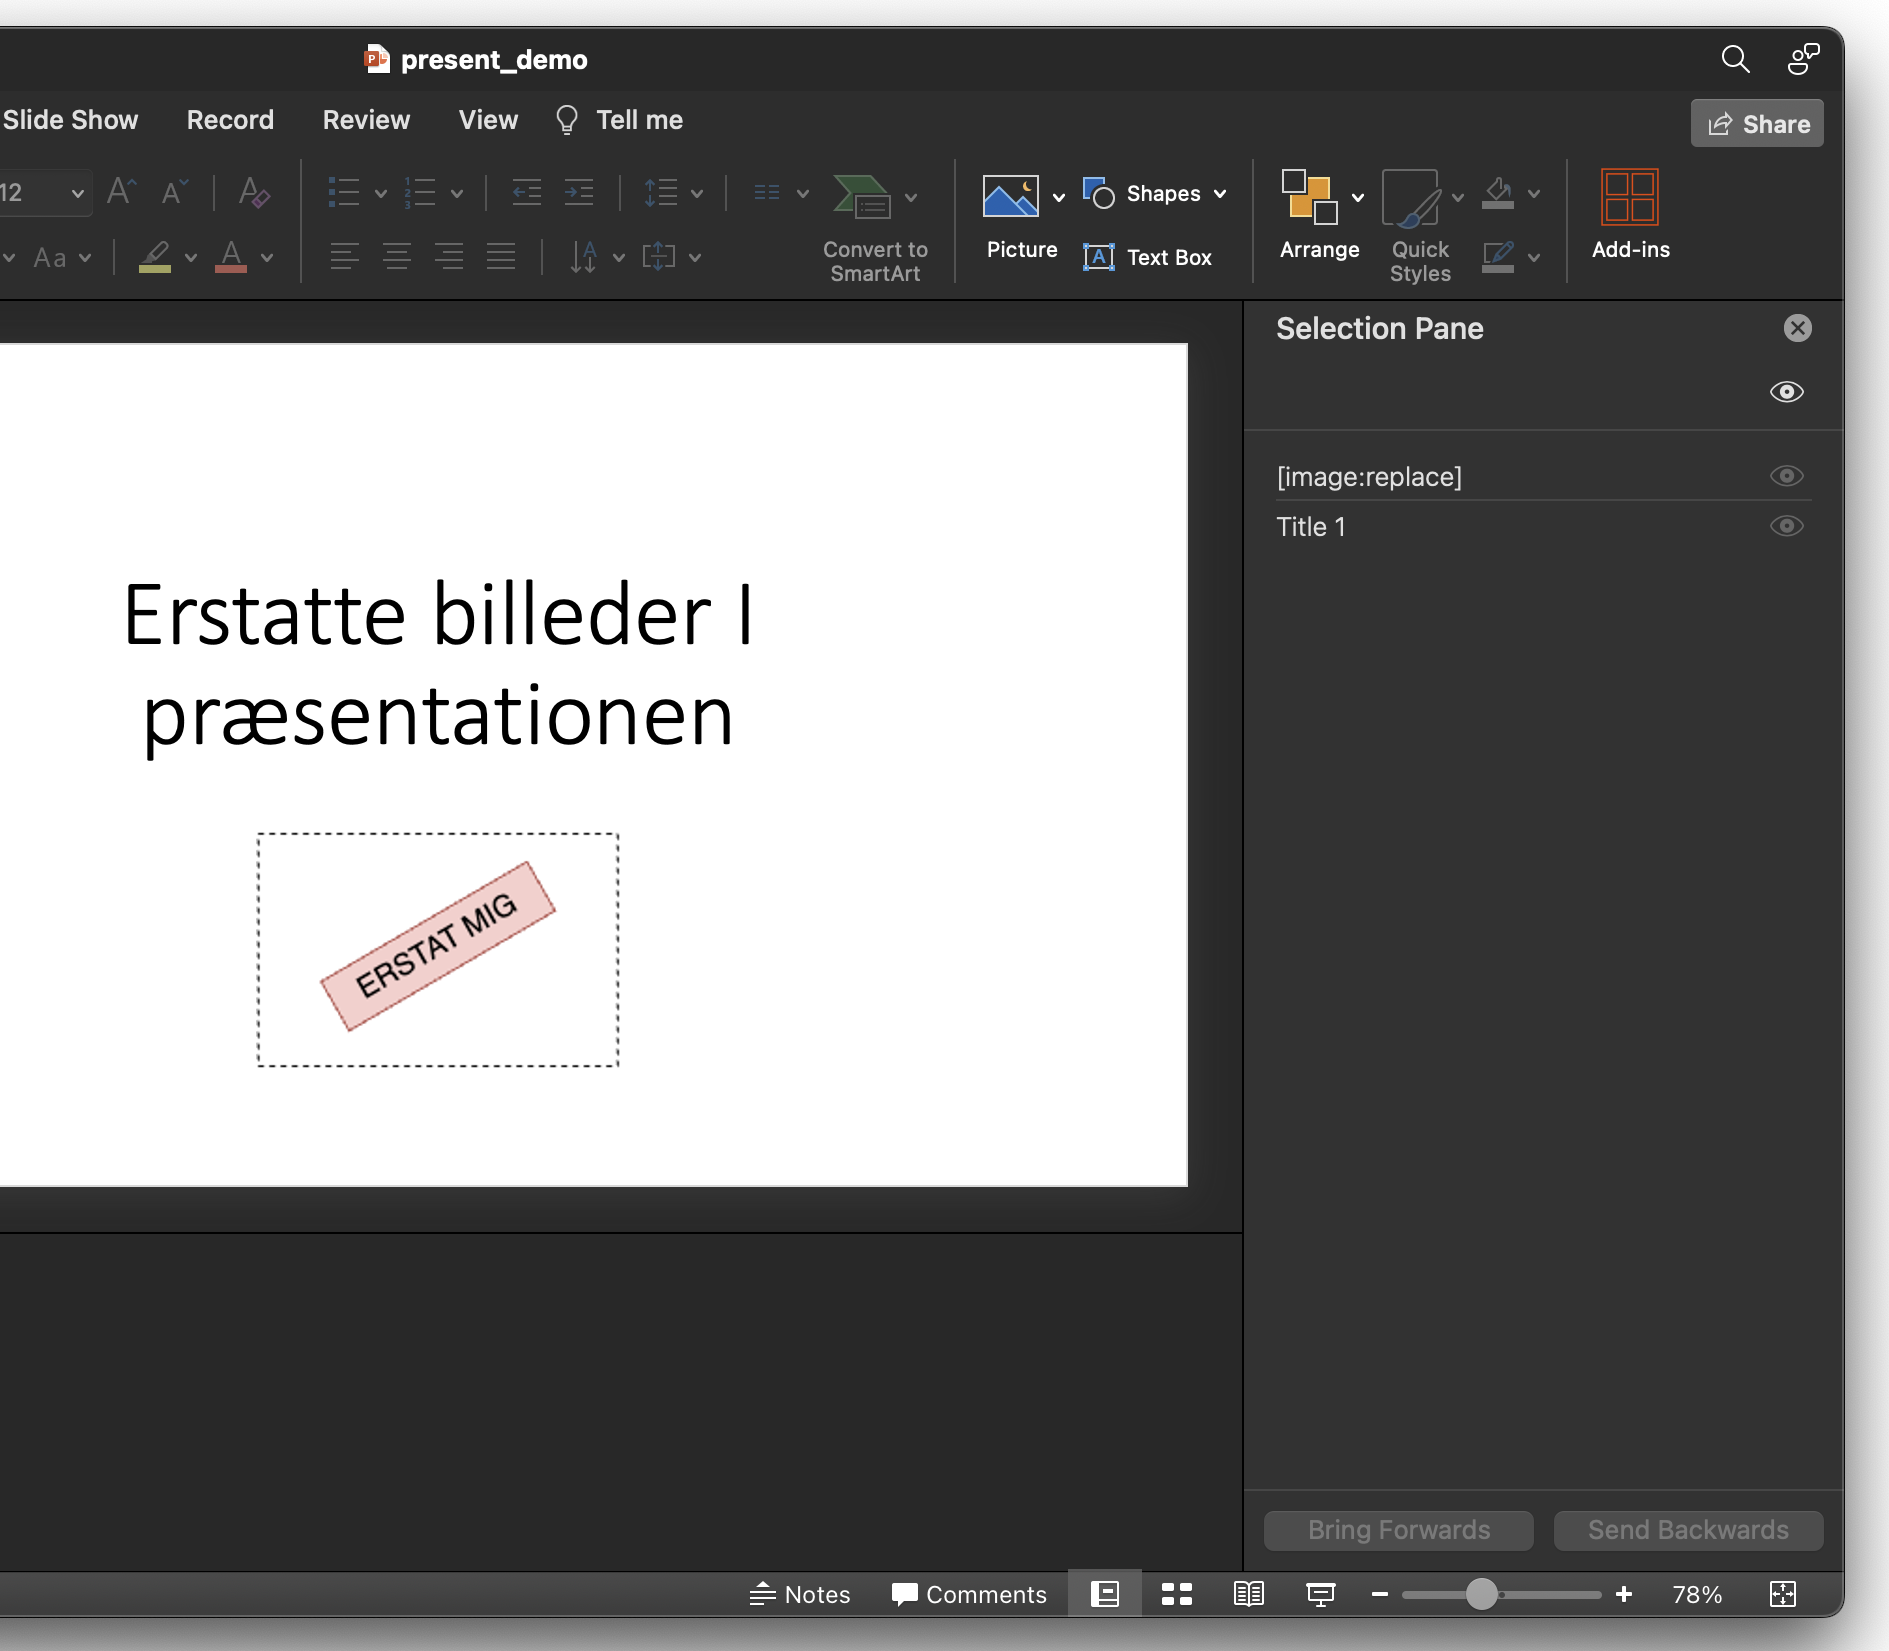 present_demo
Slide Show Record Review View Tell me
Share
12
Aa
Convert to
SmartArt
Picture
Shapes
Text Box
Arrange
Quick
Styles
Add-ins
Selection Pane
[image:replace]
Title 1
Erstatte billeder I
præsentationen
ERSTAT MIG
Bring Forwards Send Backwards
Notes Comments 78%